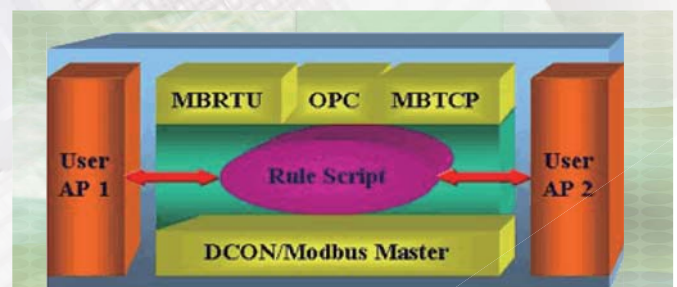 MBRTU OPC MBTCP
User
AP 1
Rule Script
User
AP 2
DCON/Modbus Master